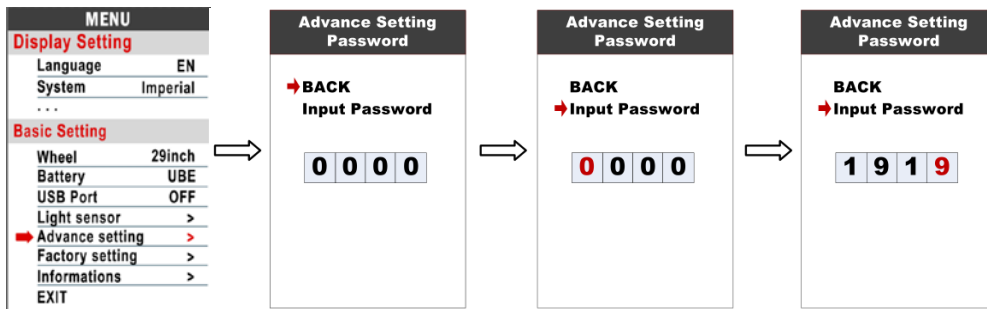 MENU
Display Setting
Language EN
System Imperial
. . .
Basic Setting
Wheel 29inch
Battery UBE
USB Port OFF
Light sensor >
Advance setting >
Factory setting >
Informations >
EXIT
Advance Setting
Password
BACK
Input Password
0 0 0 0
Advance Setting
Password
BACK
Input Password
0 0 0 0
Advance Setting
Password
BACK
Input Password
1 9 1 9